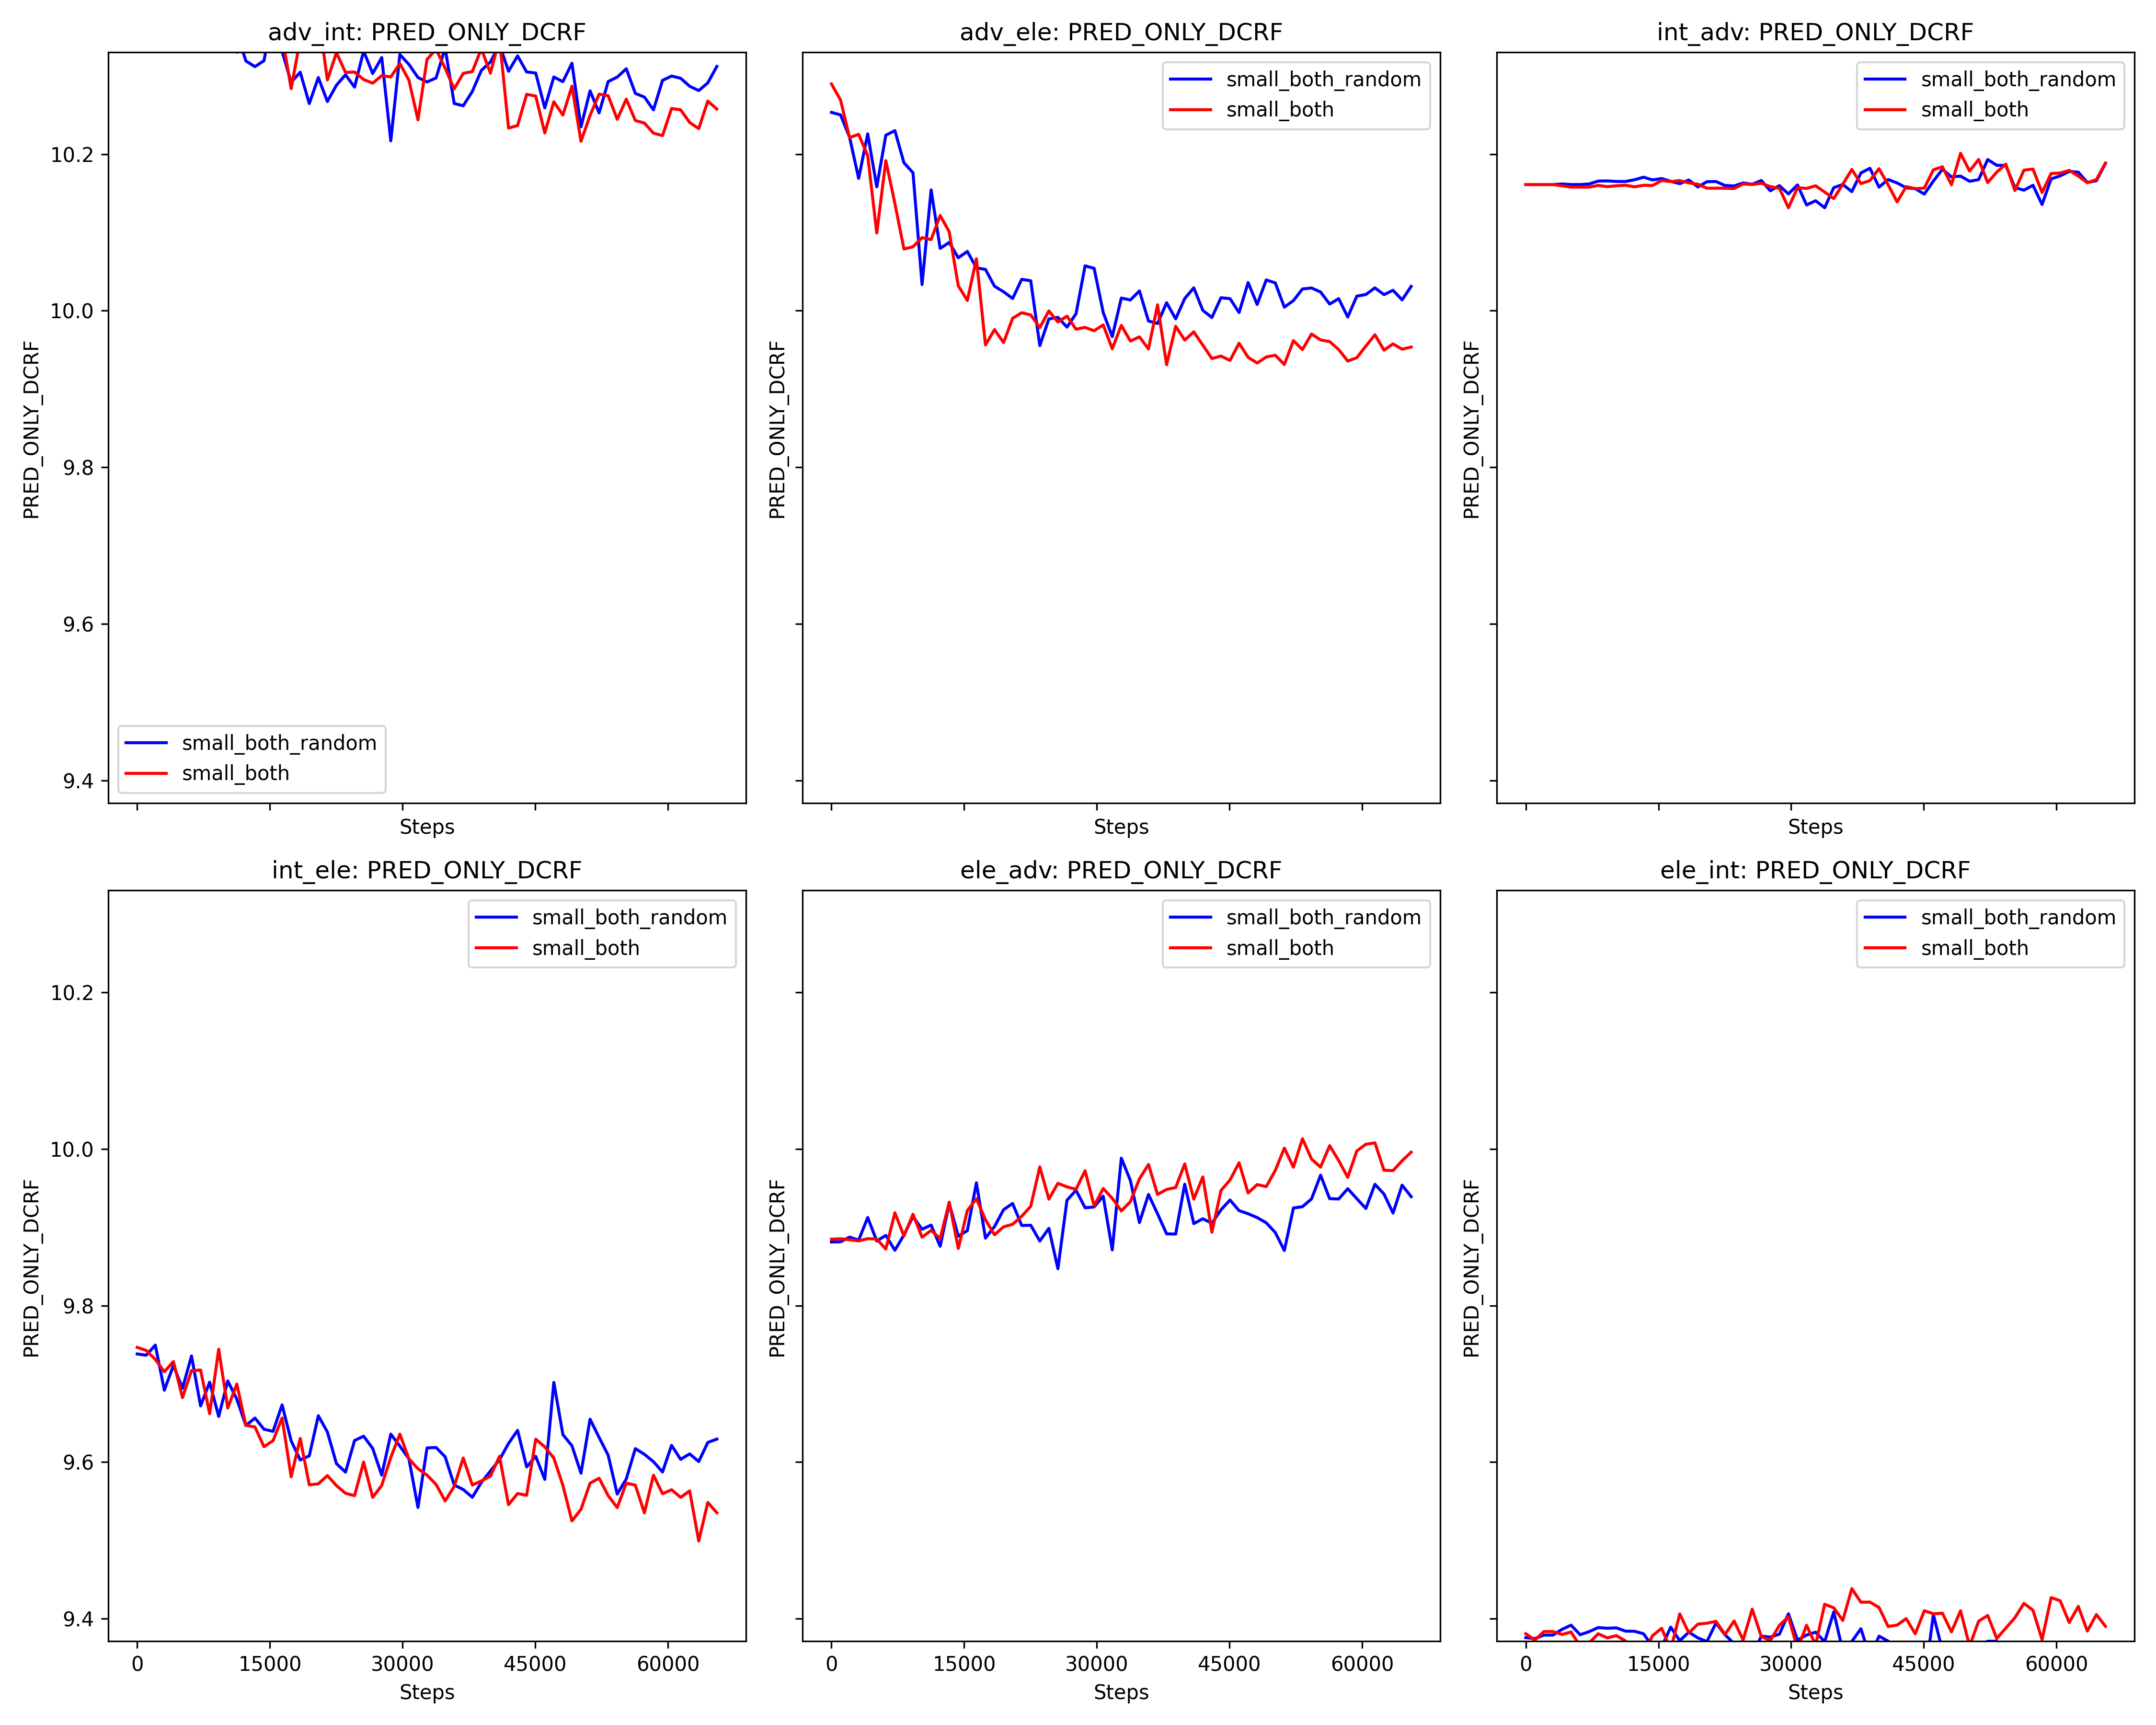 adv_int: PRED_ONLY_DCRF
adv_ele: PRED_ONLY_DCRF
int_adv: PRED_ONLY_DCRF
PRED_ONLY_DCRF
10.2
10.0
9.8
9.6
9.4
small_both_random
small_both
Steps
PRED_ONLY_DCRF
small_both_random
small_both
Steps
PRED_ONLY_DCRF
small_both_random
small_both
Steps
int_ele: PRED_ONLY_DCRF
ele_adv: PRED_ONLY_DCRF
ele_int: PRED_ONLY_DCRF
PRED_ONLY_DCRF
10.2
10.0
9.8
9.6
9.4
small_both_random
small_both
0 15000 30000 45000 60000
Steps
PRED_ONLY_DCRF
small_both_random
small_both
0 15000 30000 45000 60000
Steps
PRED_ONLY_DCRF
small_both_random
small_both
0 15000 30000 45000 60000
Steps